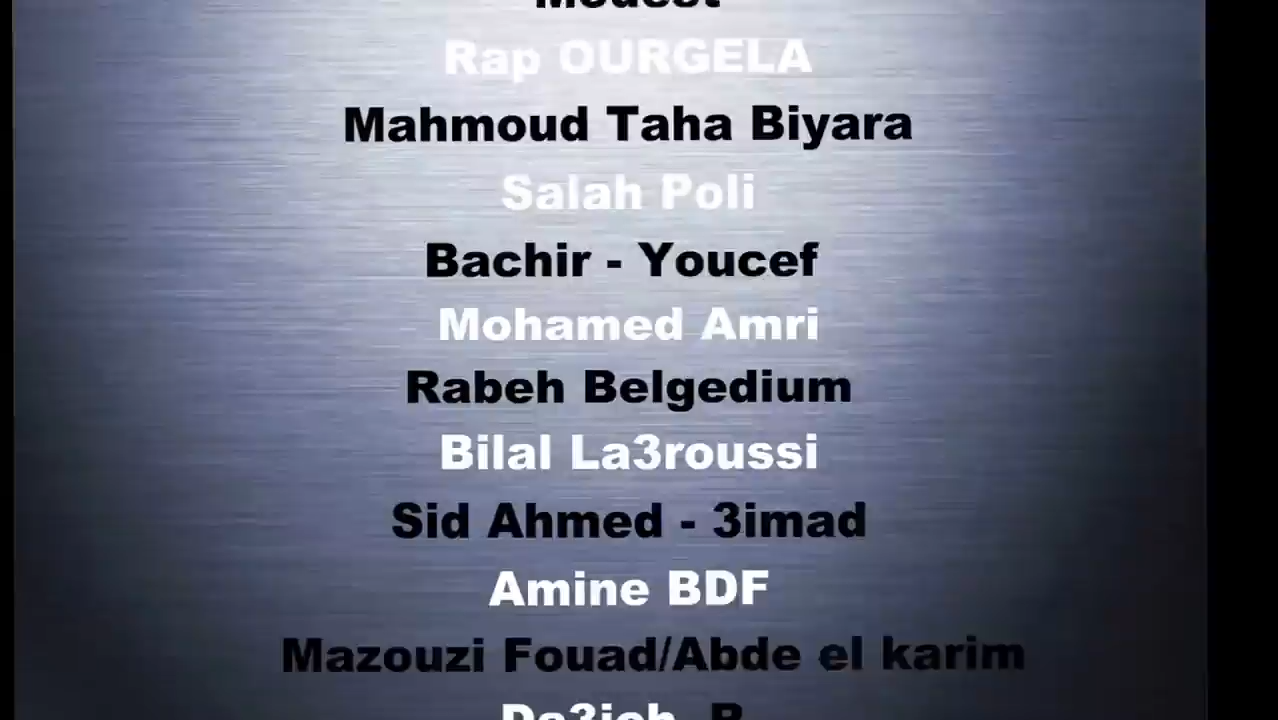 Modest
Rap OURGELA
Mahmoud Taha Biyara
Salah Poli
Bachir - Youcef
Mohamed Amri
Rabeh Belgedium
Bilal La3roussi
Sid Ahmed - 3imad
Amine BDF
Mazouzi Fouad/Abde el karim